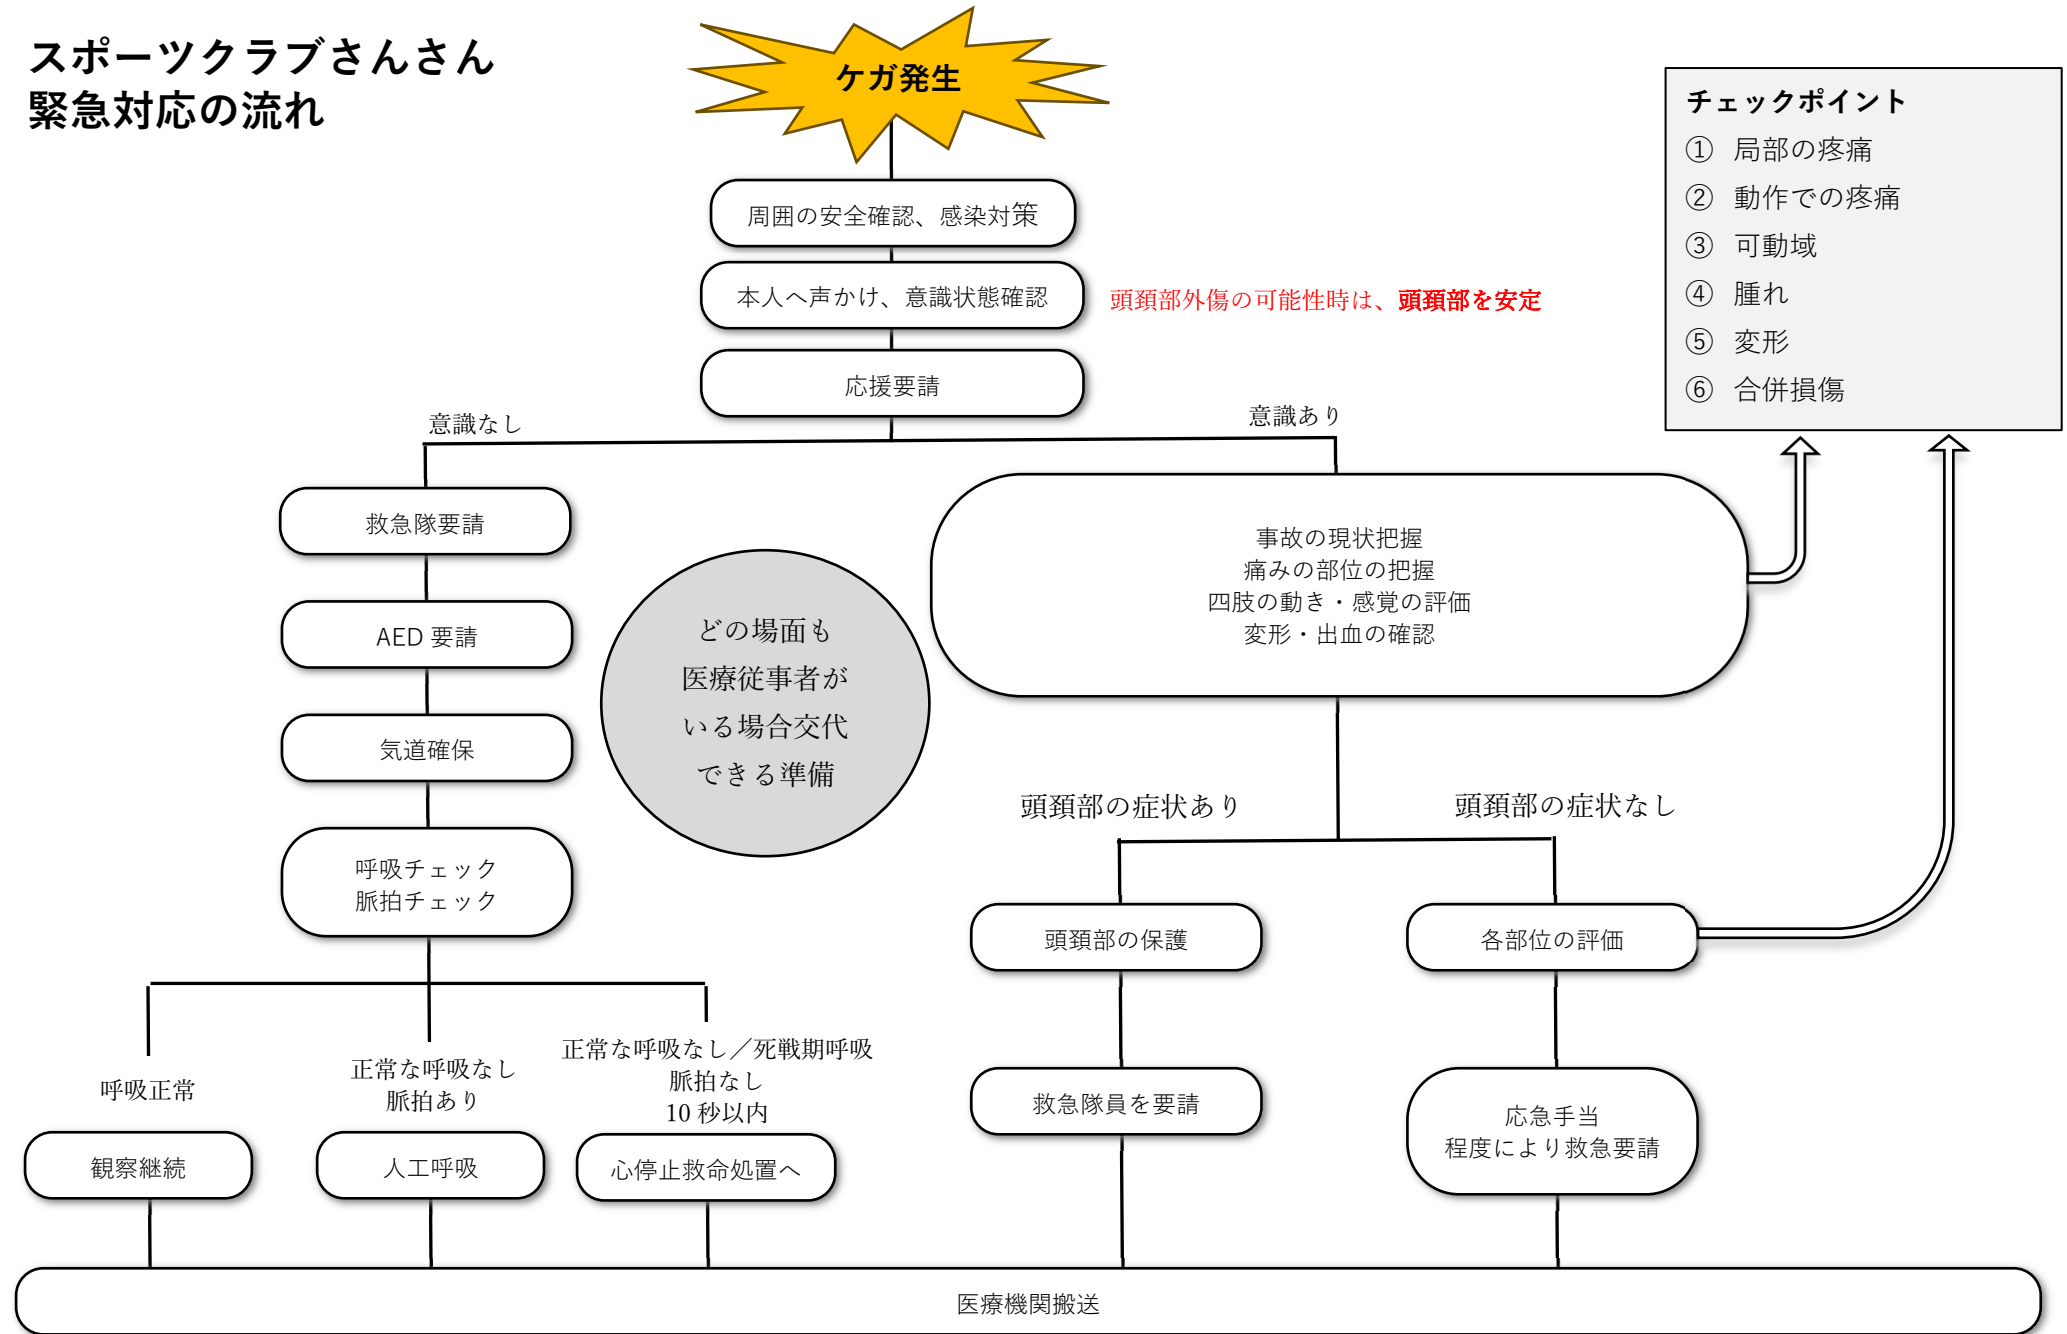 スポーツクラブさんさん
緊急対応の流れ
ケガ発生
チェックポイント
① 局部の疼痛
② 動作での疼痛
③ 可動域
④ 腫れ
⑤ 変形
⑥ 合併損傷
周囲の安全確認、感染対策
本人へ声かけ、意識状態確認
頭頚部外傷の可能性時は、頭頚部を安定
応援要請
意識なし
意識あり
救急隊要請
AED 要請
気道確保
呼吸チェック
脈拍チェック
どの場面も
医療従事者が
いる場合交代
できる準備
事故の現状把握
痛みの部位の把握
四肢の動き・感覚の評価
変形・出血の確認
頭頚部の症状あり
頭頚部の症状なし
頭頚部の保護
各部位の評価
救急隊員を要請
応急手当
程度により救急要請
呼吸正常
正常な呼吸なし
脈拍あり
正常な呼吸なし／死戦期呼吸
脈拍なし
10 秒以内
観察継続
人工呼吸
心停止救命処置へ
医療機関搬送